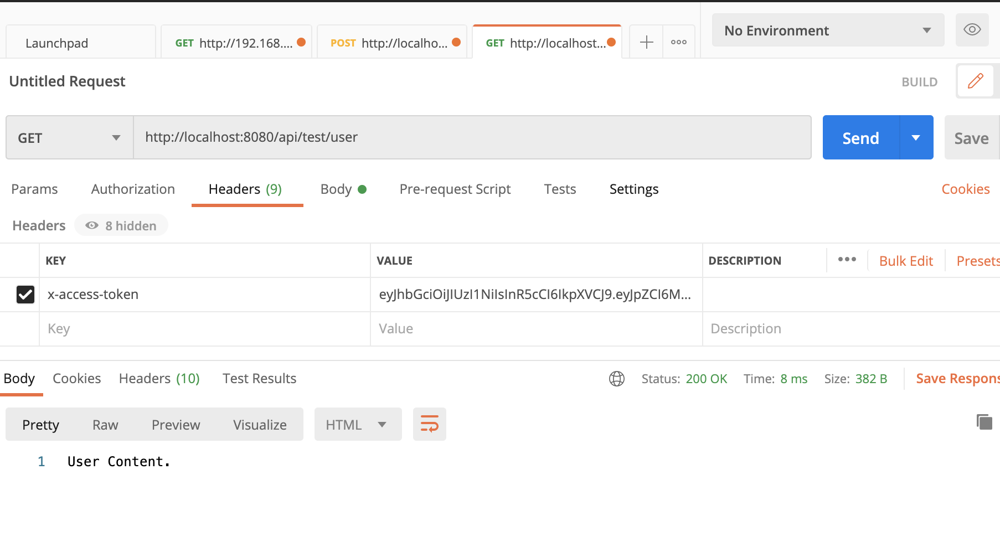 Launchpad
GET http://192.168....
POST http://localho...
GET http://localhost...
No Environment
Untitled Request
BUILD
GET
http://localhost:8080/api/test/user
Send
Save
Params
Authorization
Headers (9)
Body
Pre-request Script
Tests
Settings
Cookies
Headers
8 hidden
KEY
VALUE
DESCRIPTION
Bulk Edit
Presets
x-access-token
eyJhbGciOiJIUzI1NiIsInR5cCI6IkpXVCJ9.eyJpZCI6M...
Key
Value
Description
Body
Cookies
Headers (10)
Test Results
Status: 200 OK
Time: 8 ms
Size: 382 B
Save Respons
Pretty
Raw
Preview
Visualize
HTML
1 User Content.